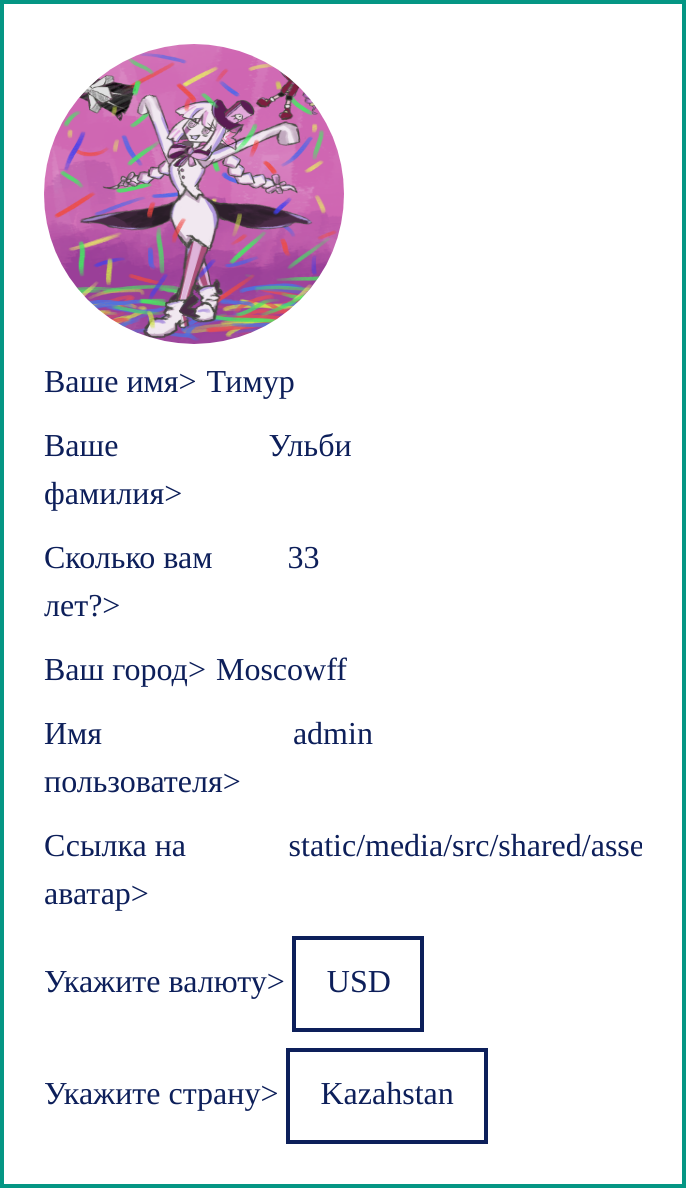 Ваше имя> Тимур
Ваше Ульби
фамилия>
Сколько вам 33
лет?>
Ваш город> Moscowff
Имя admin
пользователя>
Ссылка на static/media/src/shared/asse
аватар>
Укажите валюту> USD
Укажите страну> Kazahstan